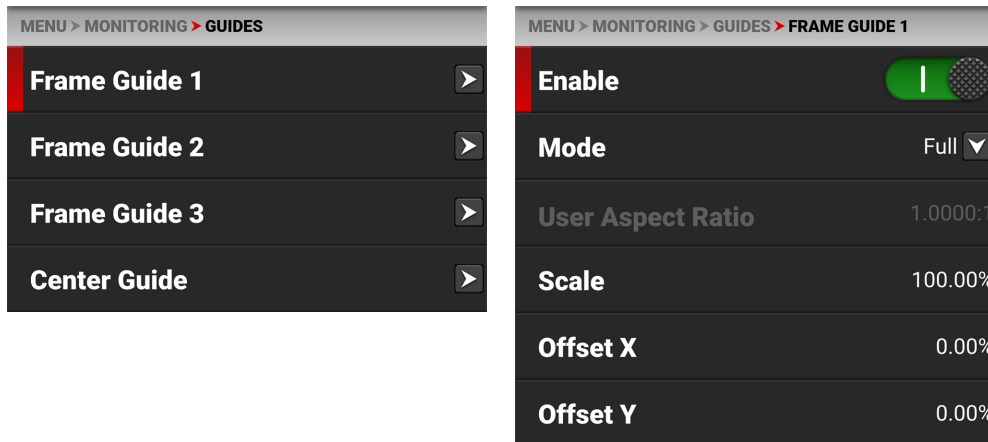 MENU > MONITORING > GUIDES
Frame Guide 1
Frame Guide 2
Frame Guide 3
Center Guide
MENU > MONITORING > GUIDES > FRAME GUIDE 1
Enable
Mode Full
User Aspect Ratio 1.0000:1
Scale 100.00%
Offset X 0.00%
Offset Y 0.00%